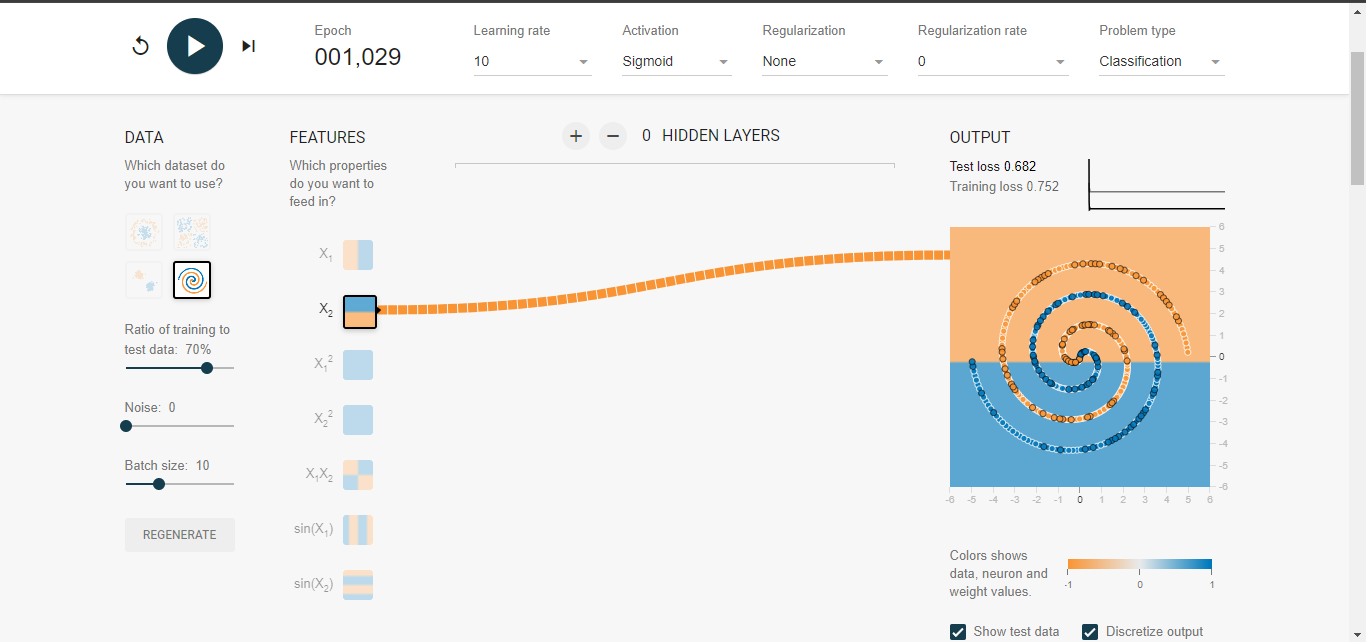 Epoch
001,029
Learning rate
10
Activation
Sigmoid
Regularization
None
Regularization rate
0
Problem type
Classification
DATA
Which dataset do
you want to use?
Ratio of training to
test data: 70%
Noise: 0
Batch size: 10
REGENERATE
FEATURES
Which properties
do you want to
feed in?
X₁
X₂
X₁²
X₂²
X₁X₂
sin(X₁)
sin(X₂)
+ − 0 HIDDEN LAYERS
OUTPUT
Test loss 0.682
Training loss 0.752
6
5
4
3
2
1
0
-1
-2
-3
-4
-5
-6
-6 -5 -4 -3 -2 -1 0 1 2 3 4 5 6
Colors shows
data, neuron and
weight values.
-1 0 1
Show test data
Discretize output